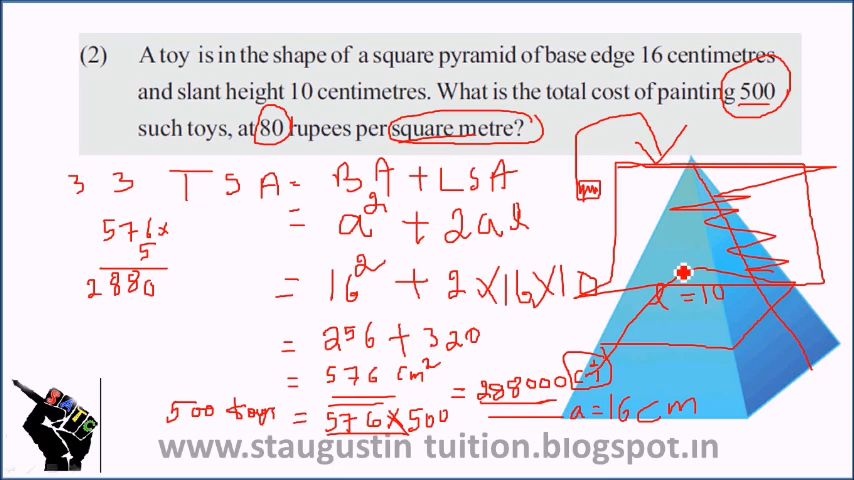 (2) A toy is in the shape of a square pyramid of base edge 16 centimetres
and slant height 10 centimetres. What is the total cost of painting 500
such toys, at 80 rupees per square metre?
3 3 TSA = BA + LSA
576 x = a² + 2al
5
2880 = 16² + 2 x 16 x 10
l = 10
= 256 + 320
= 576 cm²
= 288000 cm²
500 toys = 576 x 500
a = 16 cm
SATC
www.staugustin tuition.blogspot.in